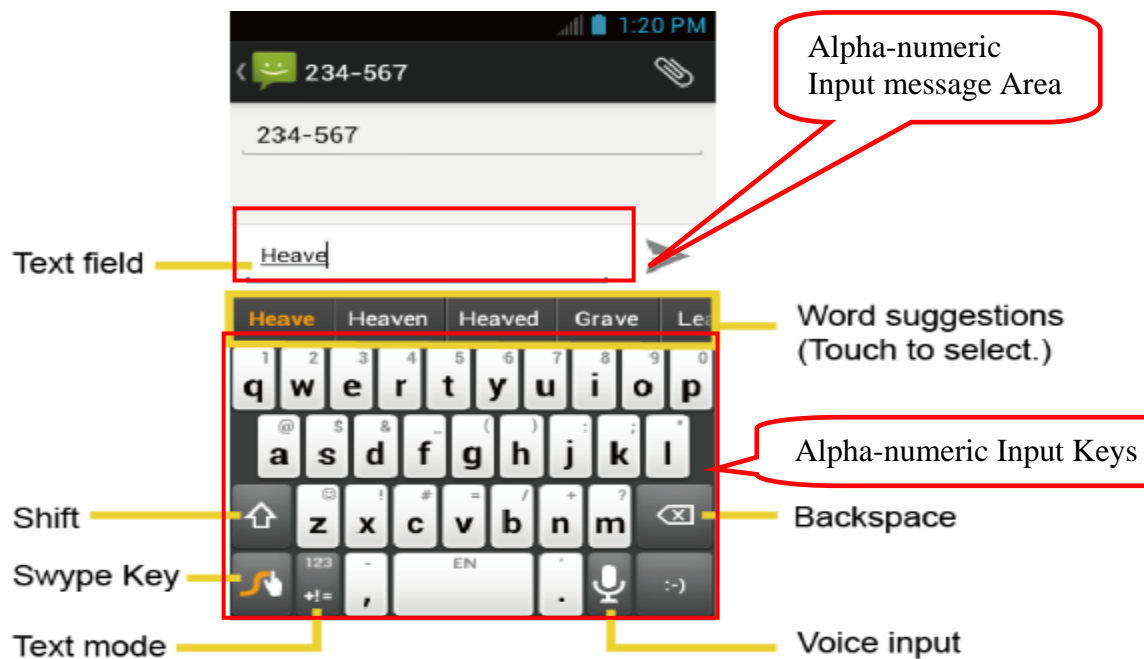 1:20 PM
234-567
Alpha-numeric
Input message Area
234-567
Text field
Heave
Heave Heaven Heaved Grave Lea
Word suggestions
(Touch to select.)
1 2 3 4 5 6 7 8 9 0
q w e r t y u i o p
@ $ & _ ( ) : ; "
a s d f g h j k l
Alpha-numeric Input Keys
! # = / + ?
z x c v b n m
Shift
Backspace
Swype Key
123 - EN '
+!= , . :-)
Text mode
Voice input